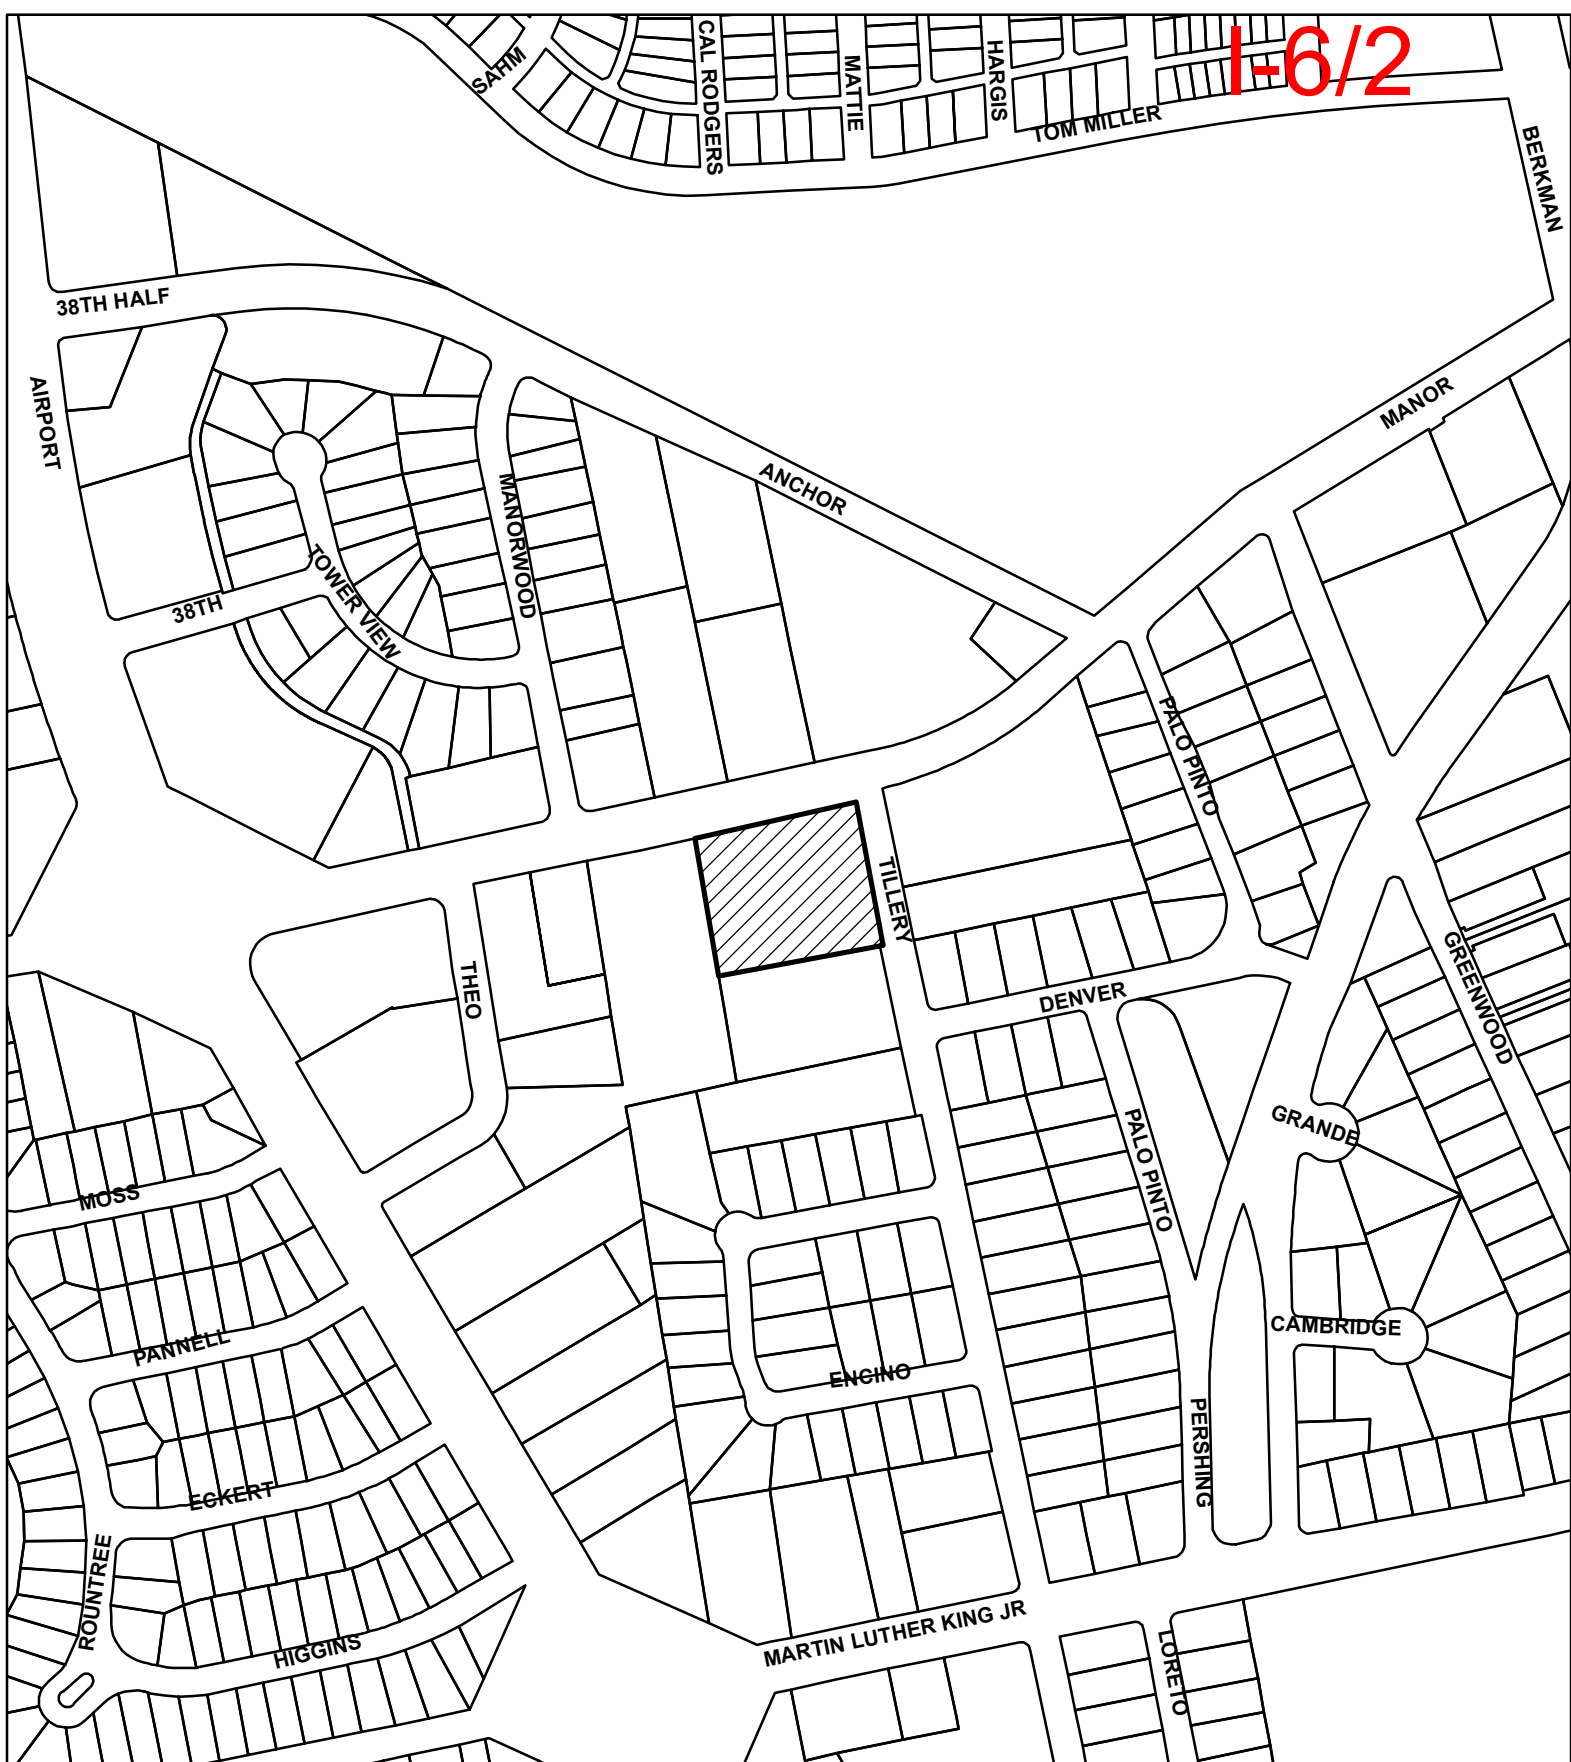 I-6/2
SAHM
CAL RODGERS
MATTIE
HARGIS
TOM MILLER
BERKMAN
38TH HALF
AIRPORT
MANOR
ANCHOR
MANORWOOD
TOWER VIEW
38TH
PALO PINTO
TILLERY
THEO
DENVER
GREENWOOD
GRANDE
PALO PINTO
MOSS
PANNELL
CAMBRIDGE
ENCINO
PERSHING
ECKERT
ROUNTREE
HIGGINS
MARTIN LUTHER KING JR
LORETO